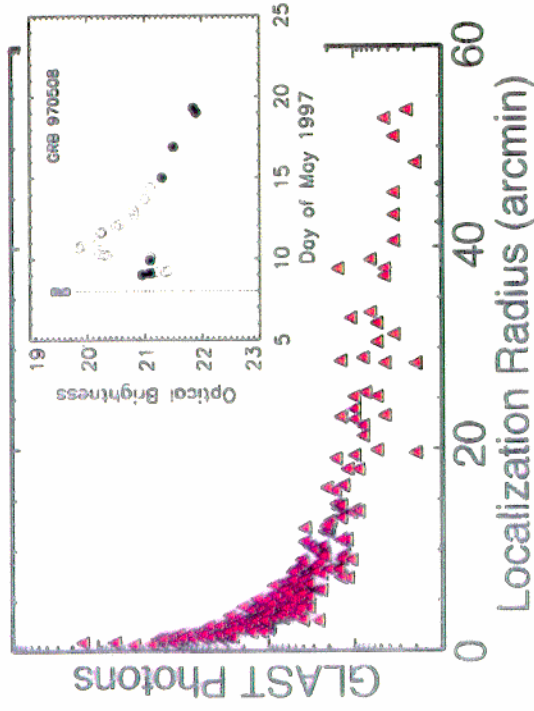 GLAST Photons
0 20 40 60
Localization Radius (arcmin)
GRB 970508
B
Optical Brightness
19
20
21
22
23
5 10 15 20 25
Day of May 1997